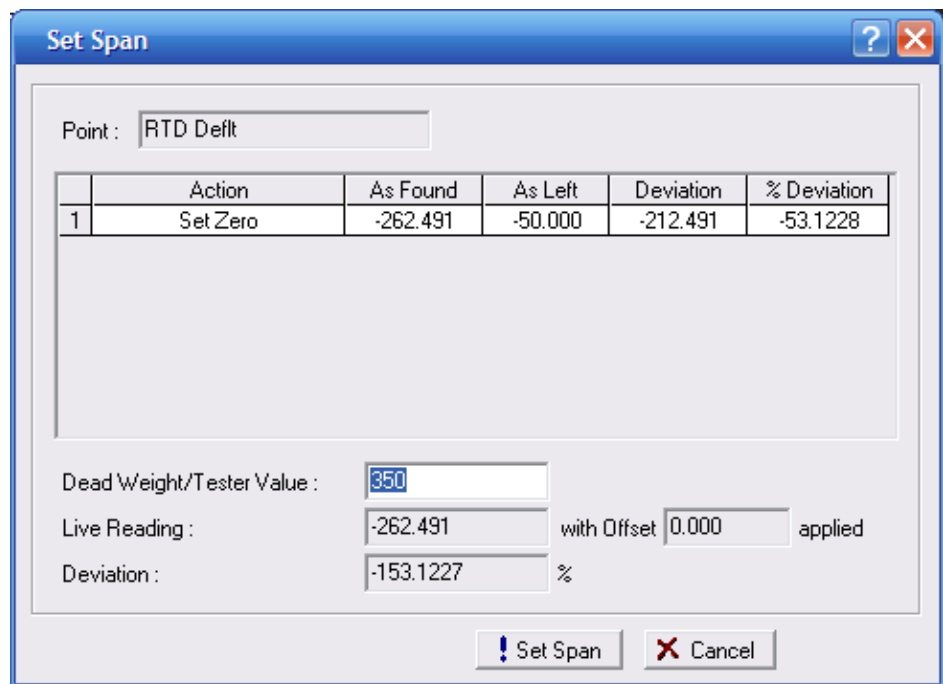 Set Span
Point : RTD Deflt
Action As Found As Left Deviation % Deviation
1 Set Zero -262.491 -50.000 -212.491 -53.1228
Dead Weight/Tester Value : 350
Live Reading : -262.491 with Offset 0.000 applied
Deviation : -153.1227 %
! Set Span X Cancel